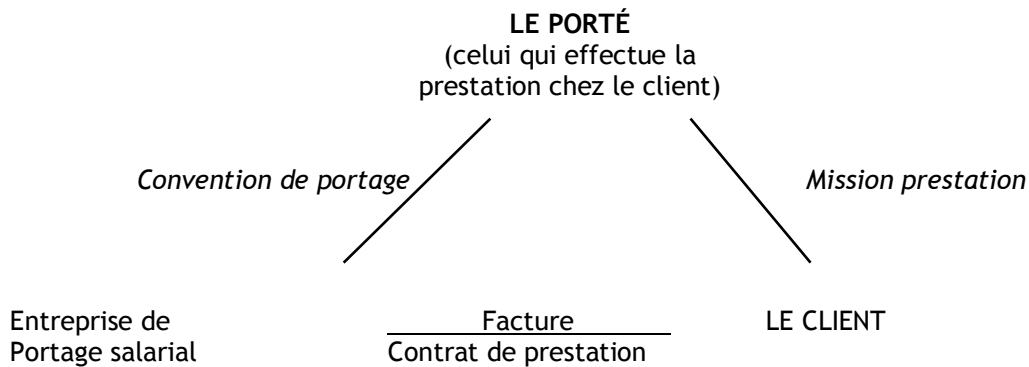 LE PORTÉ
(celui qui effectue la
prestation chez le client)
Convention de portage
Mission prestation
Entreprise de
Portage salarial
Facture
Contrat de prestation
LE CLIENT